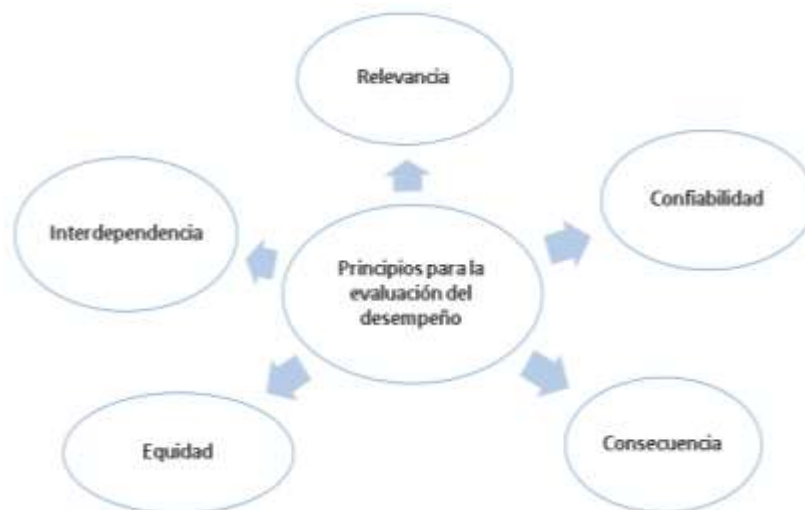 Relevancia
Confiabilidad
Interdependencia
Principios para la
evaluación del
desempeño
Equidad
Consecuencia